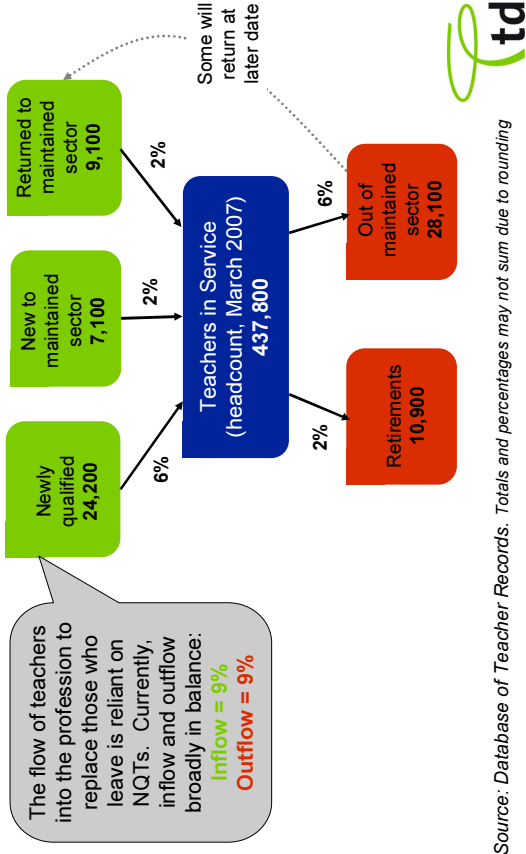 The flow of teachers
into the profession to
replace those who
leave is reliant on
NQTs. Currently,
inflow and outflow
broadly in balance:
Inflow = 9%
Outflow = 9%
Newly
qualified
24,200
New to
maintained
sector
7,100
Returned to
maintained
sector
9,100
6%
2%
2%
Teachers in Service
(headcount, March 2007)
437,800
Some will
return at
later date
2%
6%
Retirements
10,900
Out of
maintained
sector
28,100
Source: Database of Teacher Records. Totals and percentages may not sum due to rounding
td